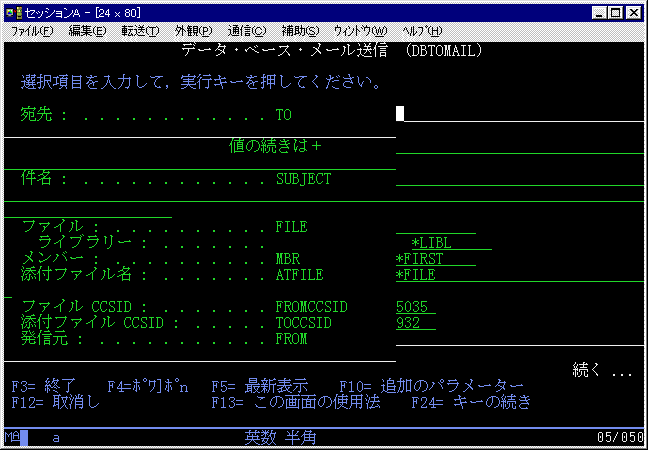 セッションA - [24 x 80]
ファイル(F) 編集(E) 転送(T) 外観(P) 通信(C) 補助(S) ウィンドウ(W) ヘルプ(H)
データ・ベース・メール送信 (DBTOMAIL)
選択項目を入力して，実行キーを押してください。
宛先 : . . . . . . . . . . . . TO
値の続きは +
件名 : . . . . . . . . . . . . SUBJECT
ファイル : . . . . . . . . . . FILE
ライブラリー : . . . . . . . . *LIBL
メンバー : . . . . . . . . . . MBR *FIRST
添付ファイル名 : . . . . . . . ATFILE *FILE
ファイル CCSID : . . . . . . . FROMCCSID 5035
添付ファイル CCSID : . . . . . TOCCSID 932
発信元 : . . . . . . . . . . . FROM
続く ...
F3= 終了 F4=ﾎﾟﾜ]ﾎﾟn F5= 最新表示 F10= 追加のパラメーター
F12= 取消し F13= この画面の使用法 F24= キーの続き
MA a 英数 半角 05/050